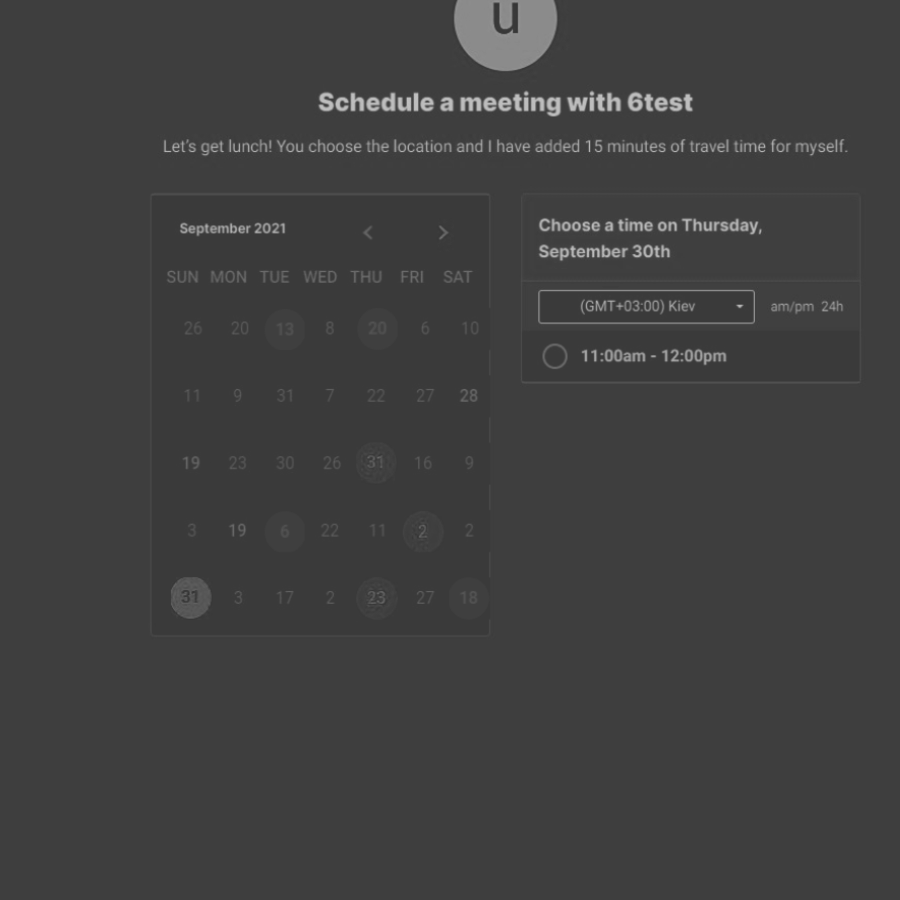 u
Schedule a meeting with 6test
Let's get lunch! You choose the location and I have added 15 minutes of travel time for myself.
September 2021
SUN MON TUE WED THU FRI SAT
26 20 13 8 20 6 10
11 9 31 7 22 27 28
19 23 30 26 31 16 9
3 19 6 22 11 2 2
31 3 17 2 23 27 18
Choose a time on Thursday,
September 30th
(GMT+03:00) Kiev am/pm 24h
11:00am - 12:00pm